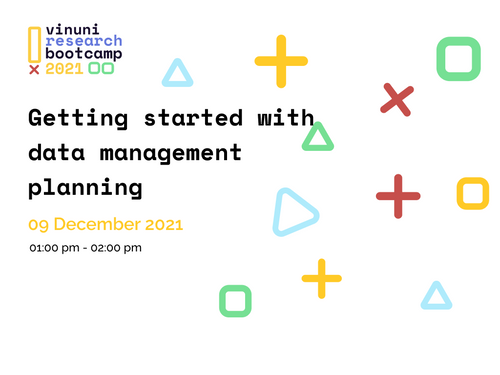 vinuni
research
bootcamp
2021
Getting started with
data management
planning
09 December 2021
01:00 pm - 02:00 pm